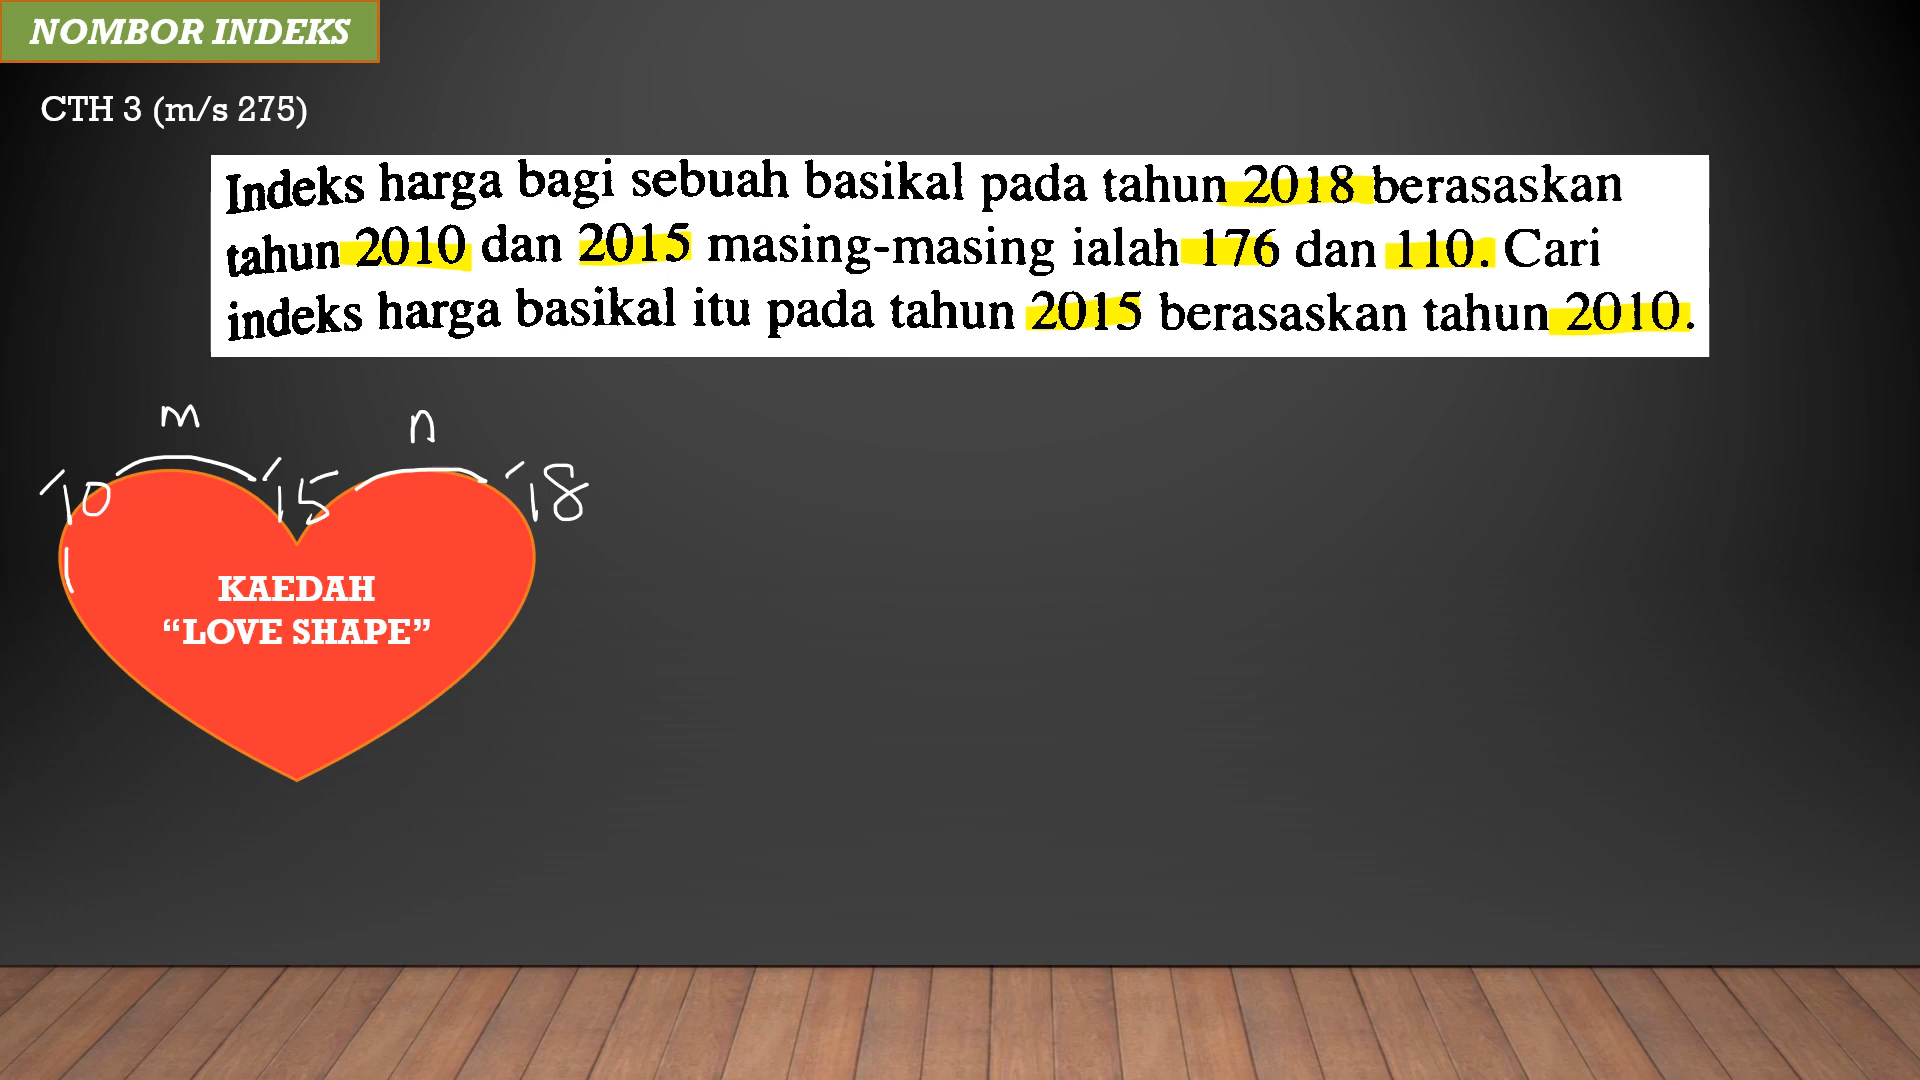 NOMBOR INDEKS
CTH 3 (m/s 275)
Indeks harga bagi sebuah basikal pada tahun 2018 berasaskan
tahun 2010 dan 2015 masing-masing ialah 176 dan 110. Cari
indeks harga basikal itu pada tahun 2015 berasaskan tahun 2010.
m n
'10 '15 '18
KAEDAH
“LOVE SHAPE”